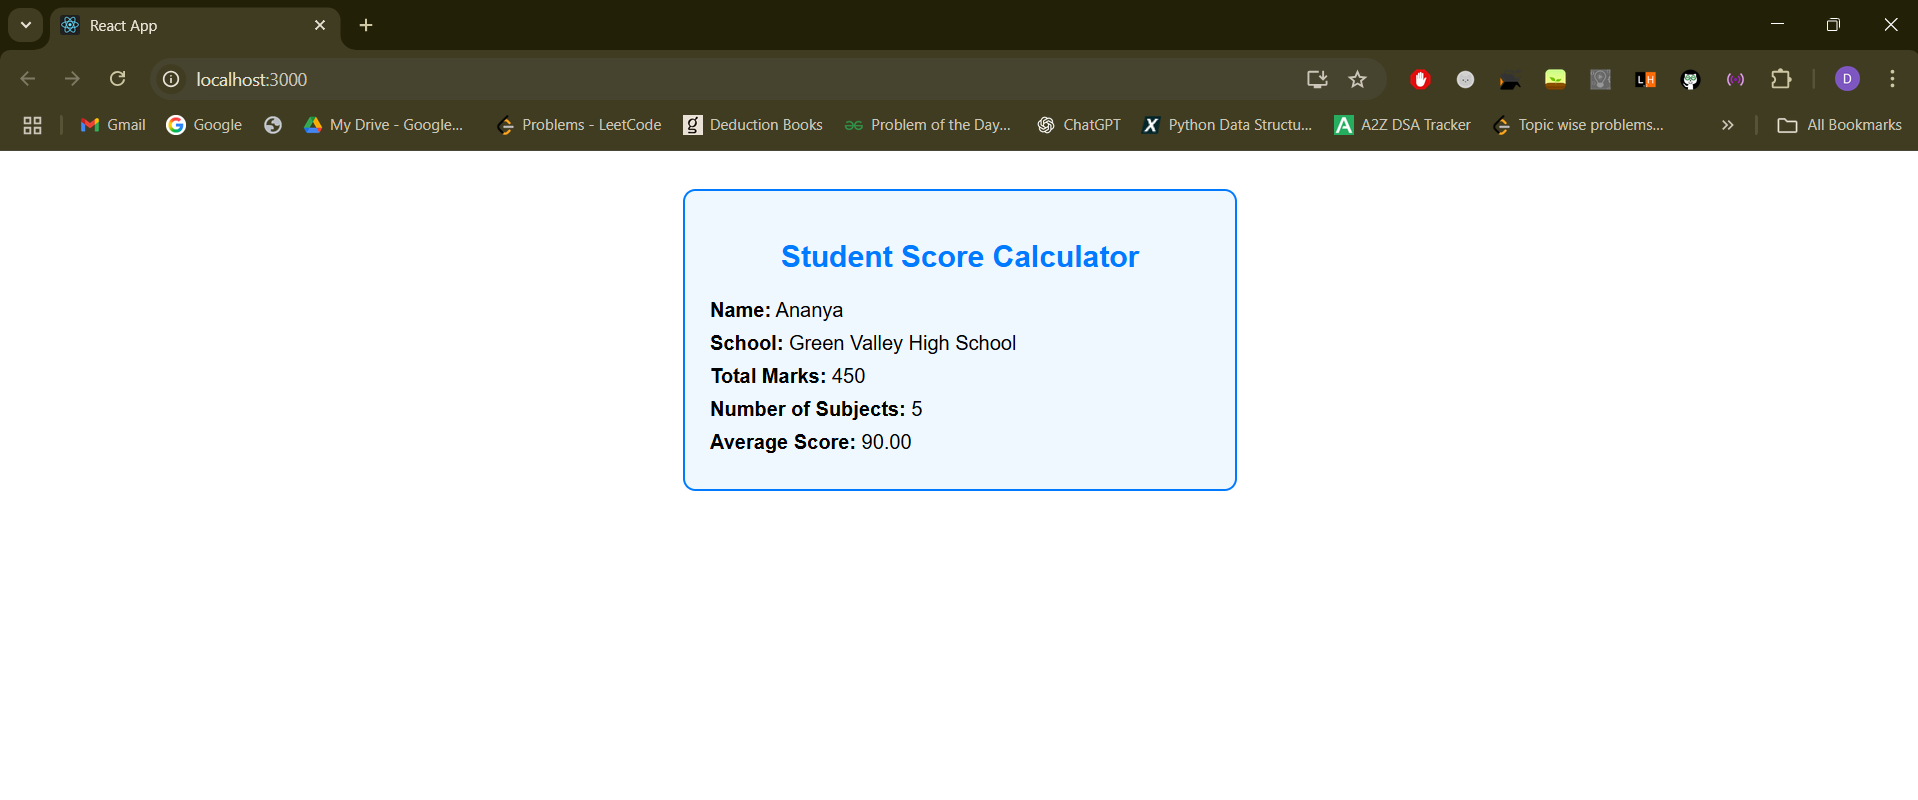 React App
localhost:3000
D
Gmail Google My Drive - Google... Problems - LeetCode Deduction Books Problem of the Day... ChatGPT Python Data Structu... A2Z DSA Tracker Topic wise problems... All Bookmarks
Student Score Calculator
Name: Ananya
School: Green Valley High School
Total Marks: 450
Number of Subjects: 5
Average Score: 90.00